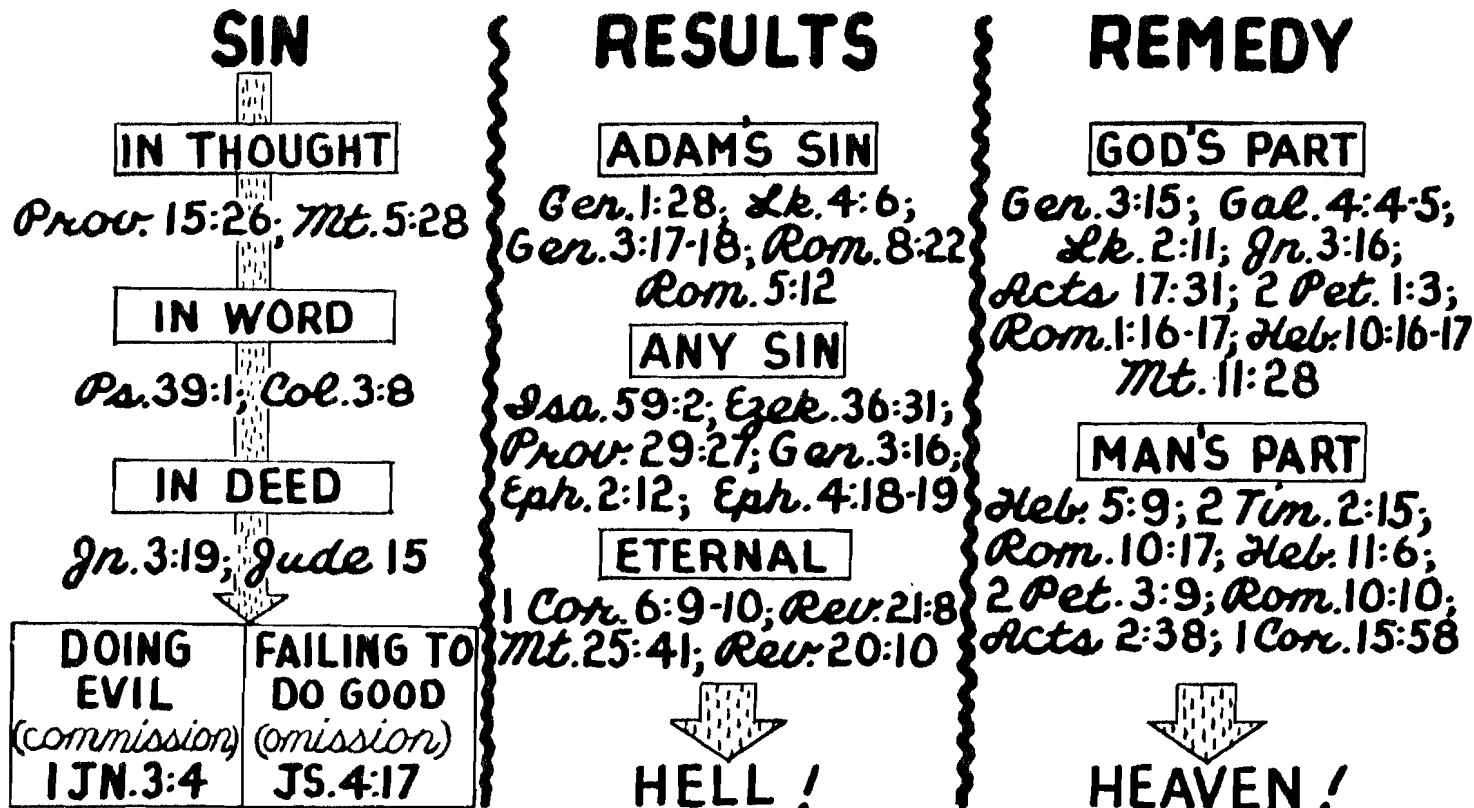 SIN
IN THOUGHT
Prov. 15:26; Mt. 5:28
IN WORD
Ps. 39:1; Col. 3:8
IN DEED
Jn. 3:19; Jude 15
DOING
EVIL
(commission)
1 JN. 3:4
FAILING TO
DO GOOD
(omission)
JS. 4:17
RESULTS
ADAM'S SIN
Gen. 1:28; Lk. 4:6;
Gen. 3:17-18; Rom. 8:22
Rom. 5:12
ANY SIN
Isa. 59:2; Ezek. 36:31;
Prov. 29:27; Gen. 3:16;
Eph. 2:12; Eph. 4:18-19
ETERNAL
1 Cor. 6:9-10; Rev. 21:8
Mt. 25:41; Rev. 20:10
HELL!
REMEDY
GOD'S PART
Gen. 3:15; Gal. 4:4-5;
Lk. 2:11; Jn. 3:16;
Acts 17:31; 2 Pet. 1:3;
Rom. 1:16-17; Heb. 10:16-17
Mt. 11:28
MAN'S PART
Heb. 5:9; 2 Tim. 2:15;
Rom. 10:17; Heb. 11:6;
2 Pet. 3:9; Rom. 10:10;
Acts 2:38; 1 Cor. 15:58
HEAVEN!